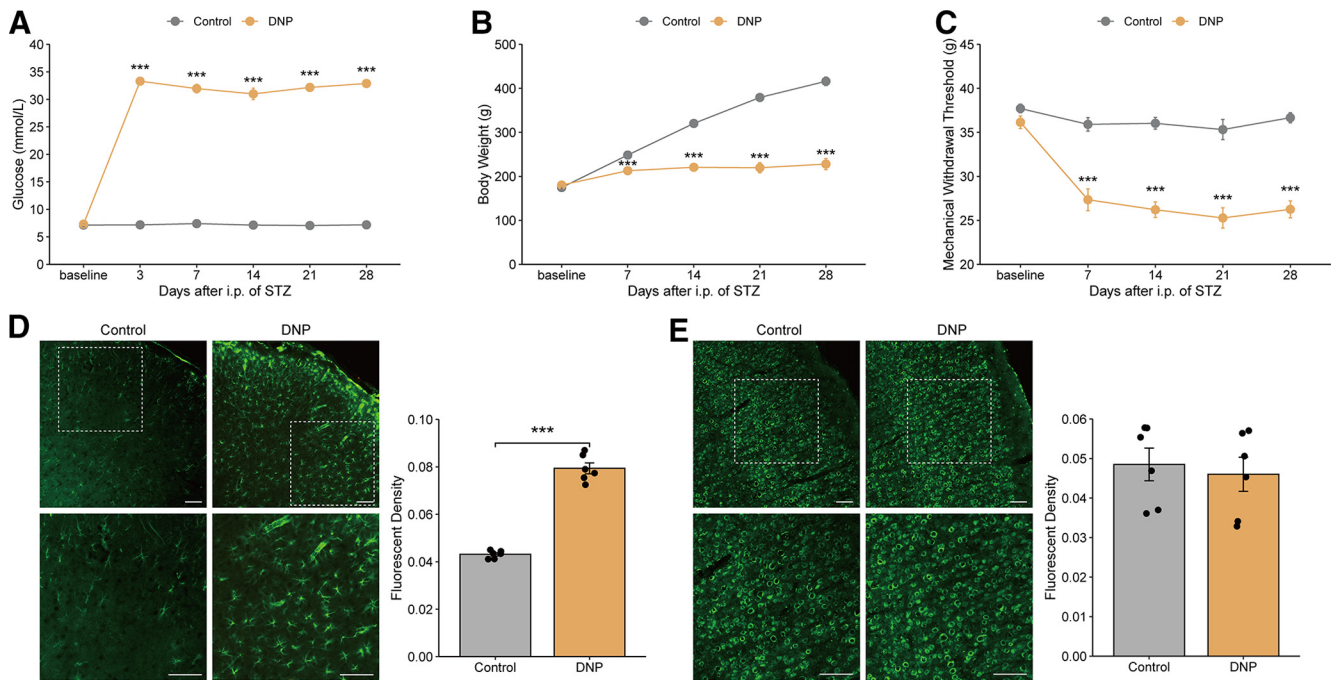 A
Control DNP
Glucose (mmol/L)
40
35
30
25
20
15
10
5
0
*** *** *** *** ***
baseline 3 7 14 21 28
Days after i.p. of STZ
B
Control DNP
Body Weight (g)
500
400
300
200
100
0
*** *** *** ***
baseline 7 14 21 28
Days after i.p. of STZ
C
Control DNP
Mechanical Withdrawal Threshold (g)
45
40
35
30
25
20
*** *** *** ***
baseline 7 14 21 28
Days after i.p. of STZ
D
Control DNP
Fluorescent Density
0.10
0.08
0.06
0.04
0.02
0.00
***
Control DNP
E
Control DNP
Fluorescent Density
0.06
0.05
0.04
0.03
0.06
0.01
0.00
Control DNP